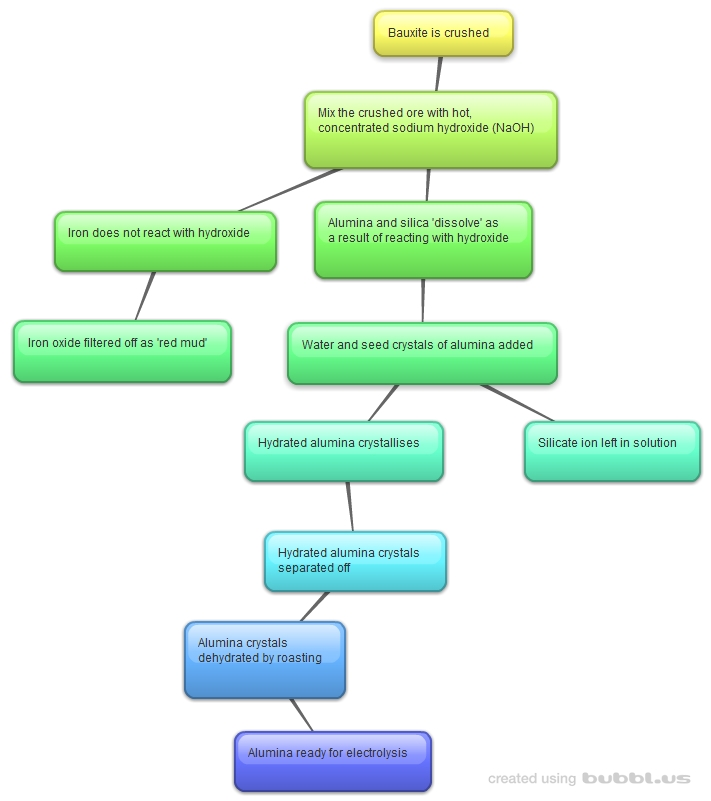 Bauxite is crushed
Mix the crushed ore with hot,
concentrated sodium hydroxide (NaOH)
Iron does not react with hydroxide
Alumina and silica 'dissolve' as
a result of reacting with hydroxide
Iron oxide filtered off as 'red mud'
Water and seed crystals of alumina added
Hydrated alumina crystallises
Silicate ion left in solution
Hydrated alumina crystals
separated off
Alumina crystals
dehydrated by roasting
Alumina ready for electrolysis
created using bubbl.us